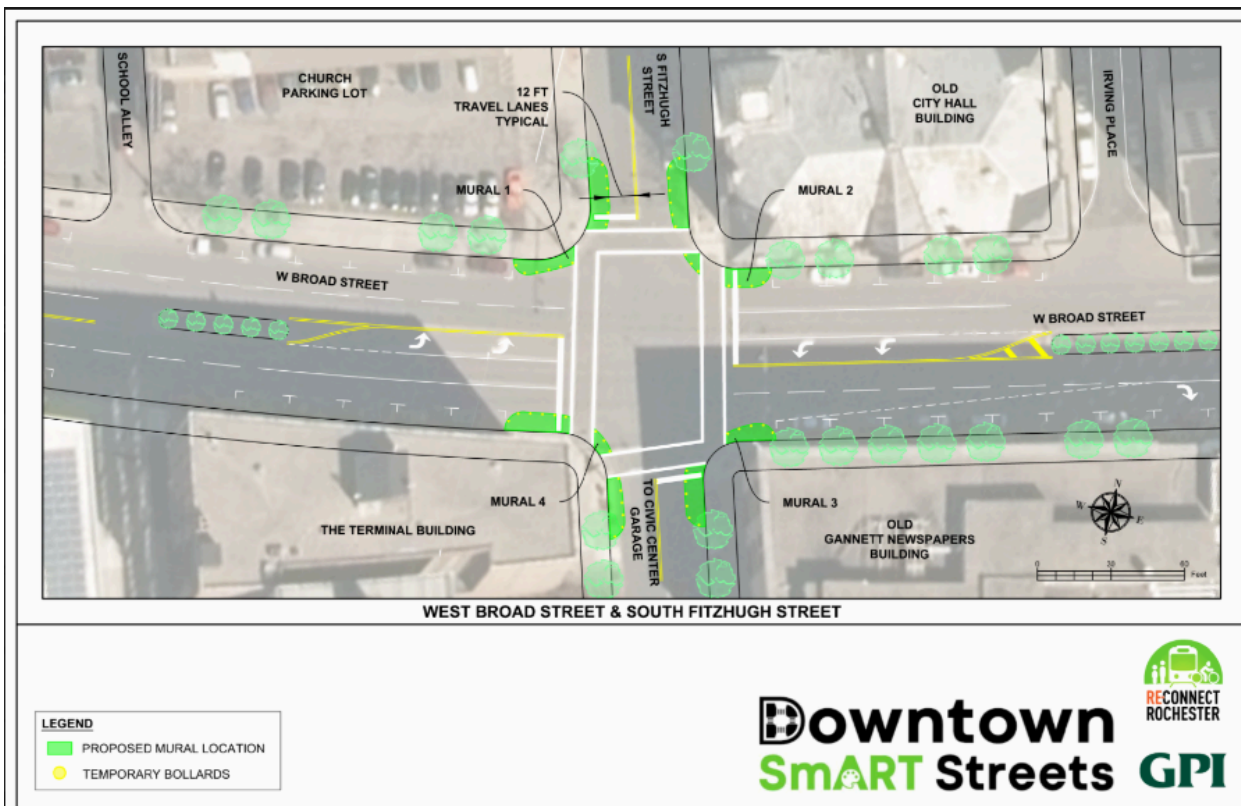 SCHOOL ALLEY
CHURCH
PARKING LOT
12 FT
TRAVEL LANES
TYPICAL
S FITZHUGH
STREET
OLD
CITY HALL
BUILDING
IRVING PLACE
MURAL 1
MURAL 2
W BROAD STREET
W BROAD STREET
MURAL 4
MURAL 3
THE TERMINAL BUILDING
TO CIVIC CENTER
GARAGE
OLD
GANNETT NEWSPAPERS
BUILDING
N
W
E
S
0
30
60
Feet
WEST BROAD STREET & SOUTH FITZHUGH STREET
LEGEND
PROPOSED MURAL LOCATION
TEMPORARY BOLLARDS
Downtown
SmART Streets
RECONNECT
ROCHESTER
GPI